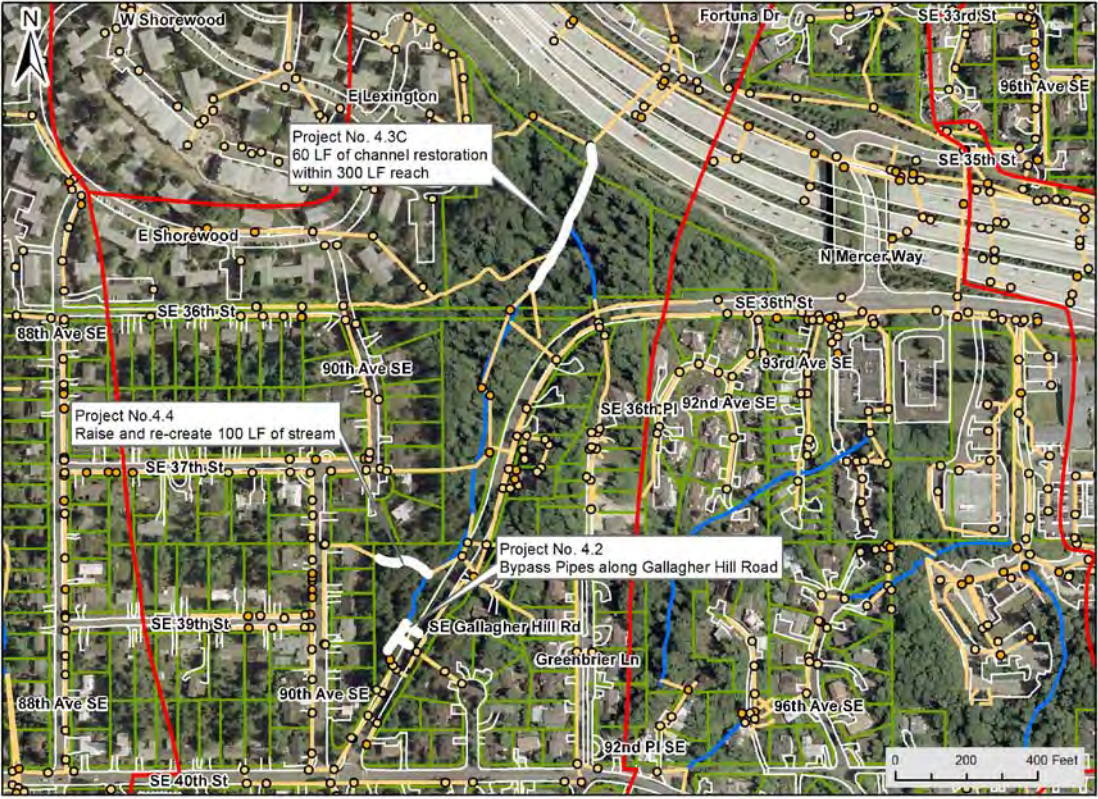 N
W Shorewood
Fortuna Dr
SE 33rd St
96th Ave SE
E Lexington
Project No. 4.3C
60 LF of channel restoration
within 300 LF reach
SE 35th St
E Shorewood
N Mercer Way
SE 36th St
SE 36th St
88th Ave SE
90th Ave SE
93rd Ave SE
SE 36th Pl
92nd Ave SE
Project No.4.4
Raise and re-create 100 LF of stream
SE 37th St
Project No. 4.2
Bypass Pipes along Gallagher Hill Road
SE 39th St
SE Gallagher Hill Rd
Greenbrier Ln
88th Ave SE
90th Ave SE
96th Ave SE
92nd Pl SE
SE 40th St
0 200 400 Feet